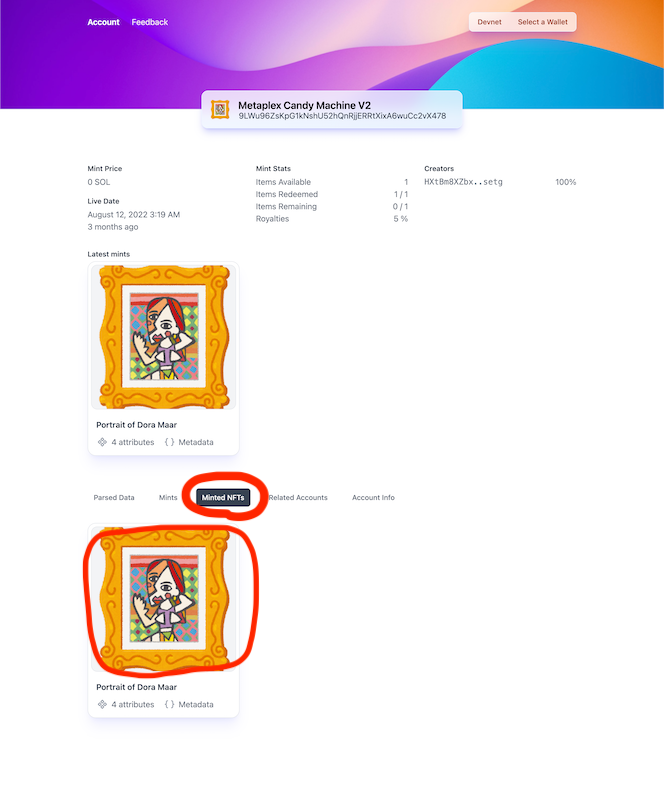 Account Feedback
Devnet Select a Wallet
Metaplex Candy Machine V2
9LWu96ZsKpG1kNshU52hQnRjjERRtXixA6wuCc2vX478
Mint Price
0 SOL
Live Date
August 12, 2022 3:19 AM
3 months ago
Mint Stats
Items Available 1
Items Redeemed 1 / 1
Items Remaining 0 / 1
Royalties 5 %
Creators
HXtBm8XZbx..setg 100%
Latest mints
Portrait of Dora Maar
4 attributes { } Metadata
Parsed Data Mints Minted NFTs Related Accounts Account Info
Portrait of Dora Maar
4 attributes { } Metadata